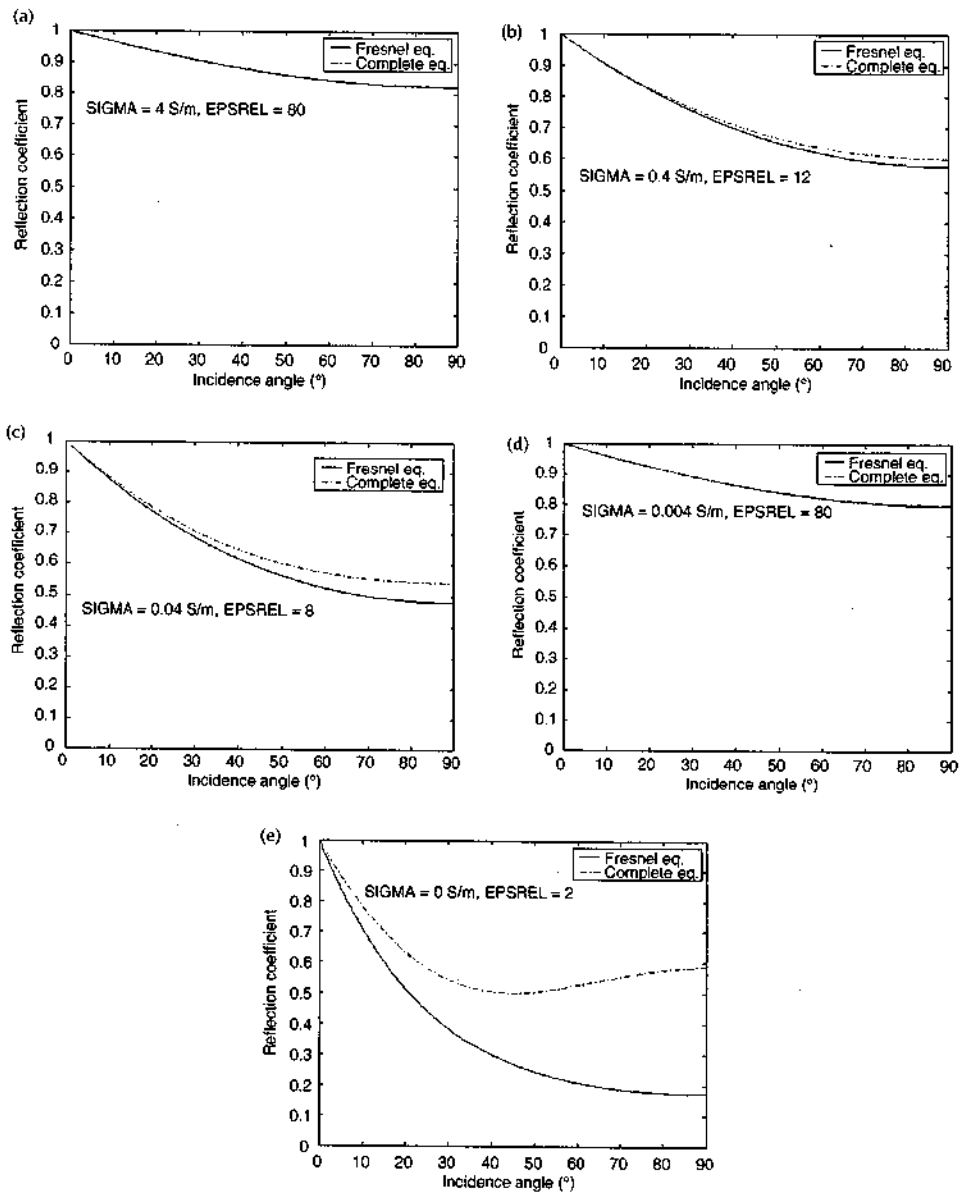 (a)
1
0.9
0.8
0.7
0.6
0.5
0.4
0.3
0.2
0.1
0
Reflection coefficient
Fresnel eq.
Complete eq.
SIGMA = 4 S/m, EPSREL = 80
0 10 20 30 40 50 60 70 80 90
Incidence angle (°)
(b)
1
0.9
0.8
0.7
0.6
0.5
0.4
0.3
0.2
0.1
0
Reflection coefficient
Fresnel eq.
Complete eq.
SIGMA = 0.4 S/m, EPSREL = 12
0 10 20 30 40 50 60 70 80 90
Incidence angle (°)
(c)
1
0.9
0.8
0.7
0.6
0.5
0.4
0.3
0.2
0.1
0
Reflection coefficient
Fresnel eq.
Complete eq.
SIGMA = 0.04 S/m, EPSREL = 8
0 10 20 30 40 50 60 70 80 90
Incidence angle (°)
(d)
1
0.9
0.8
0.7
0.6
0.5
0.4
0.3
0.2
0.1
0
Reflection coefficient
Fresnel eq.
Complete eq.
SIGMA = 0.004 S/m, EPSREL = 80
0 10 20 30 40 50 60 70 80 90
Incidence angle (°)
(e)
1
0.9
0.8
0.7
0.6
0.5
0.4
0.3
0.2
0.1
0
Reflection coefficient
Fresnel eq.
Complete eq.
SIGMA = 0 S/m, EPSREL = 2
0 10 20 30 40 50 60 70 80 90
Incidence angle (°)